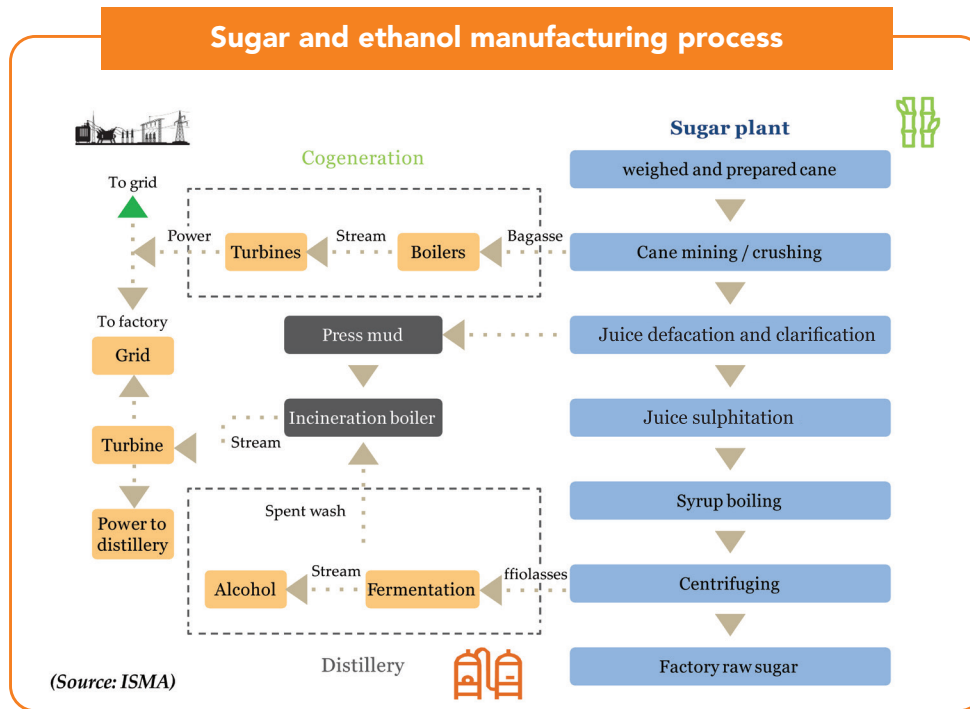 Sugar and ethanol manufacturing process
Sugar plant
Cogeneration
weighed and prepared cane
To grid
Power
Stream
Bagasse
Turbines
Boilers
Cane mining / crushing
To factory
Press mud
Juice defacation and clarification
Grid
Incineration boiler
Juice sulphitation
Turbine
Stream
Spent wash
Syrup boiling
Power to
distillery
Stream
ffiolasses
Alcohol
Fermentation
Centrifuging
Distillery
Factory raw sugar
(Source: ISMA)